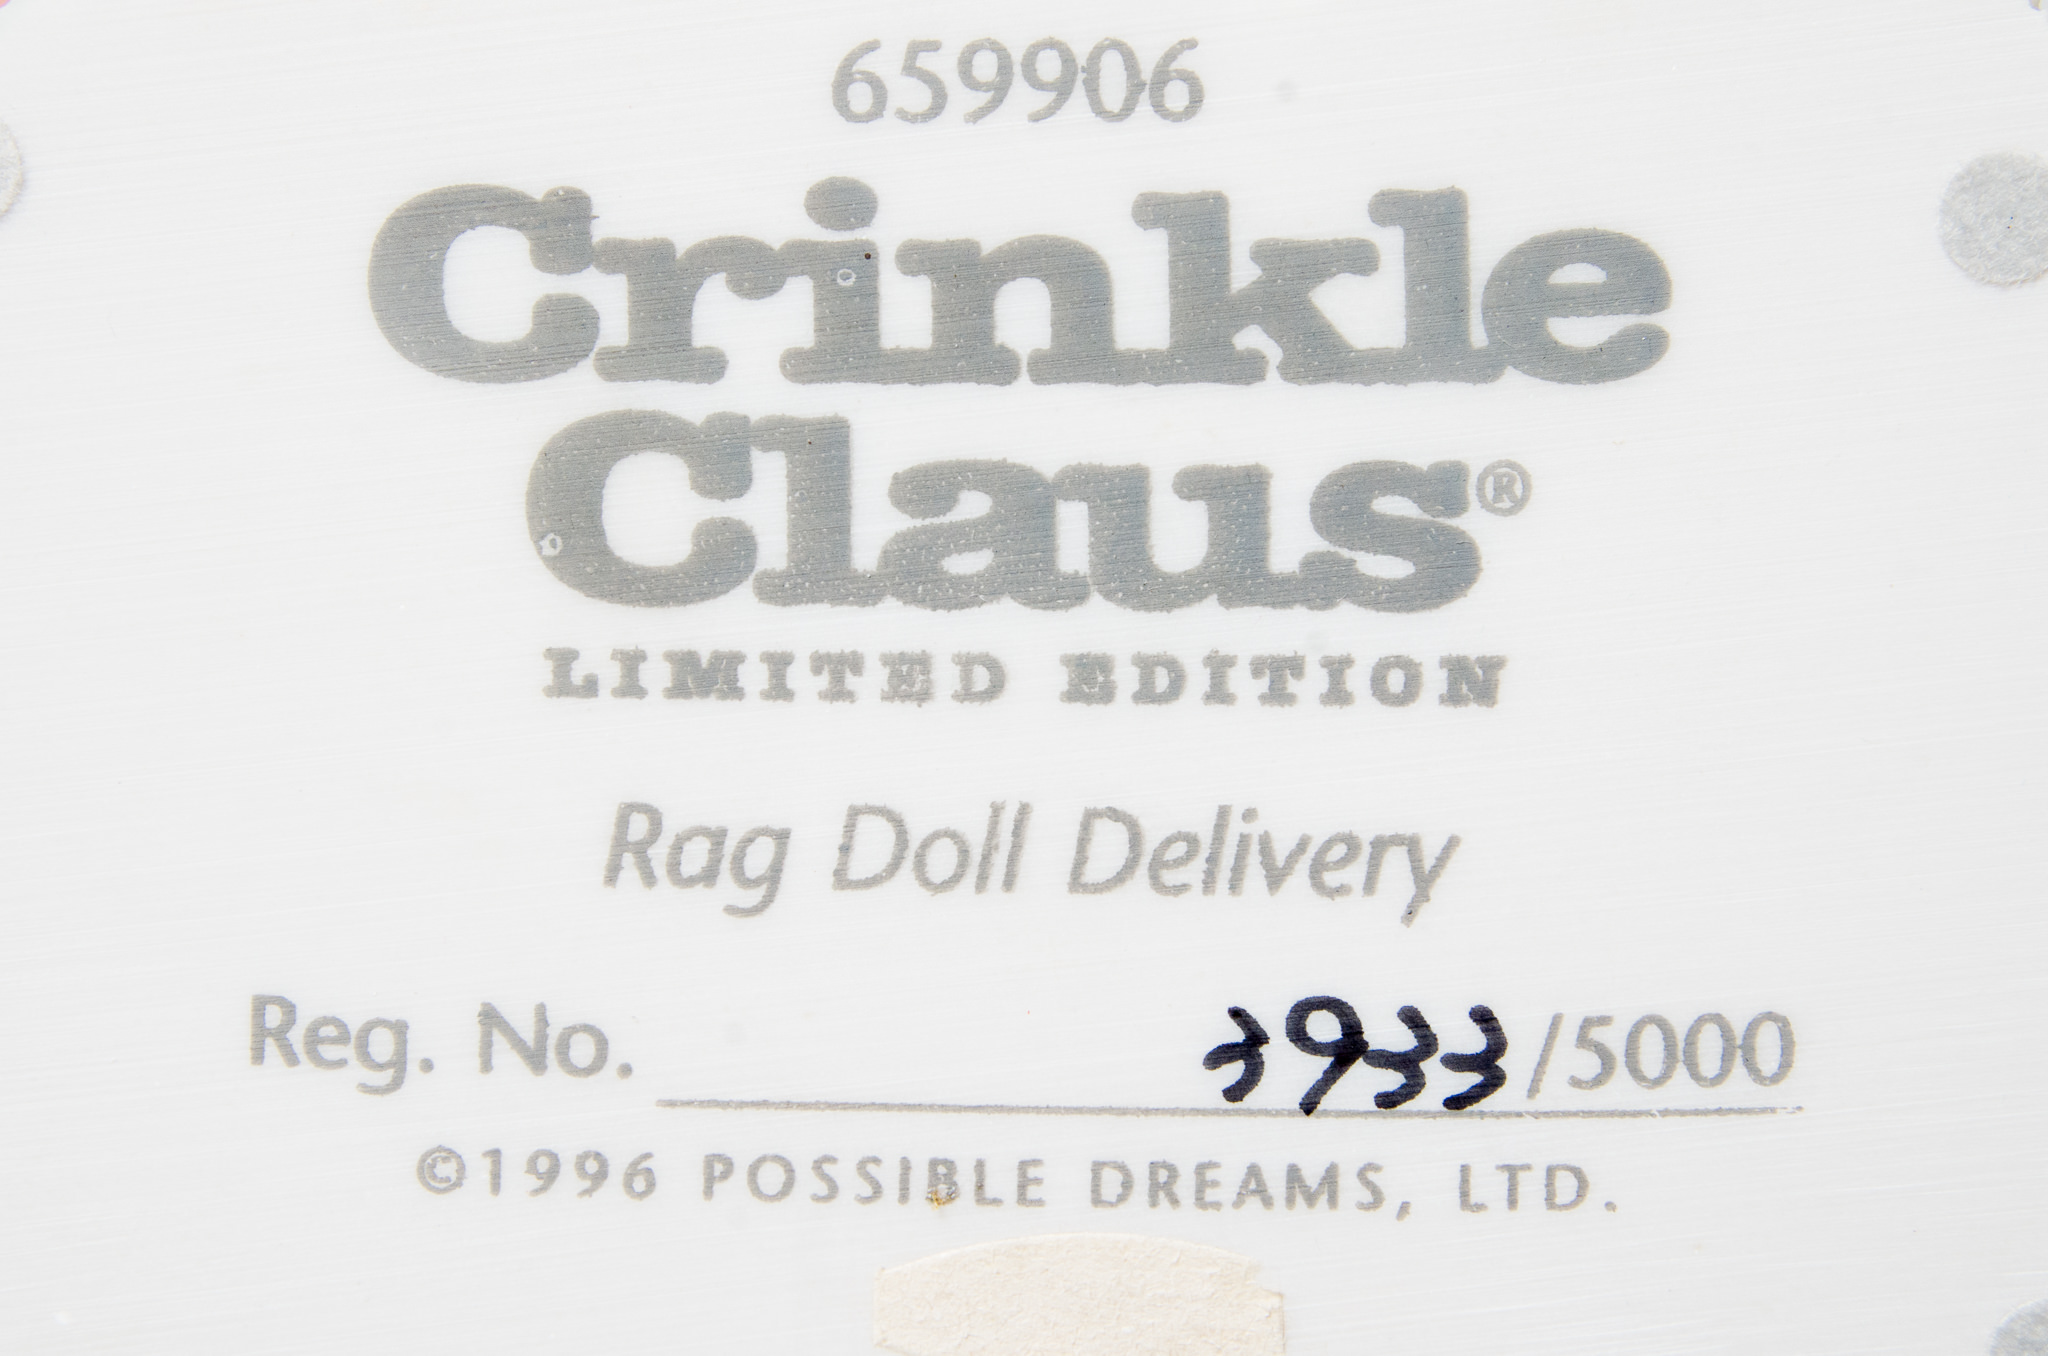 659906
Crinkle
Claus®
LIMITED EDITION
Rag Doll Delivery
Reg. No. 3933/5000
©1996 POSSIBLE DREAMS, LTD.